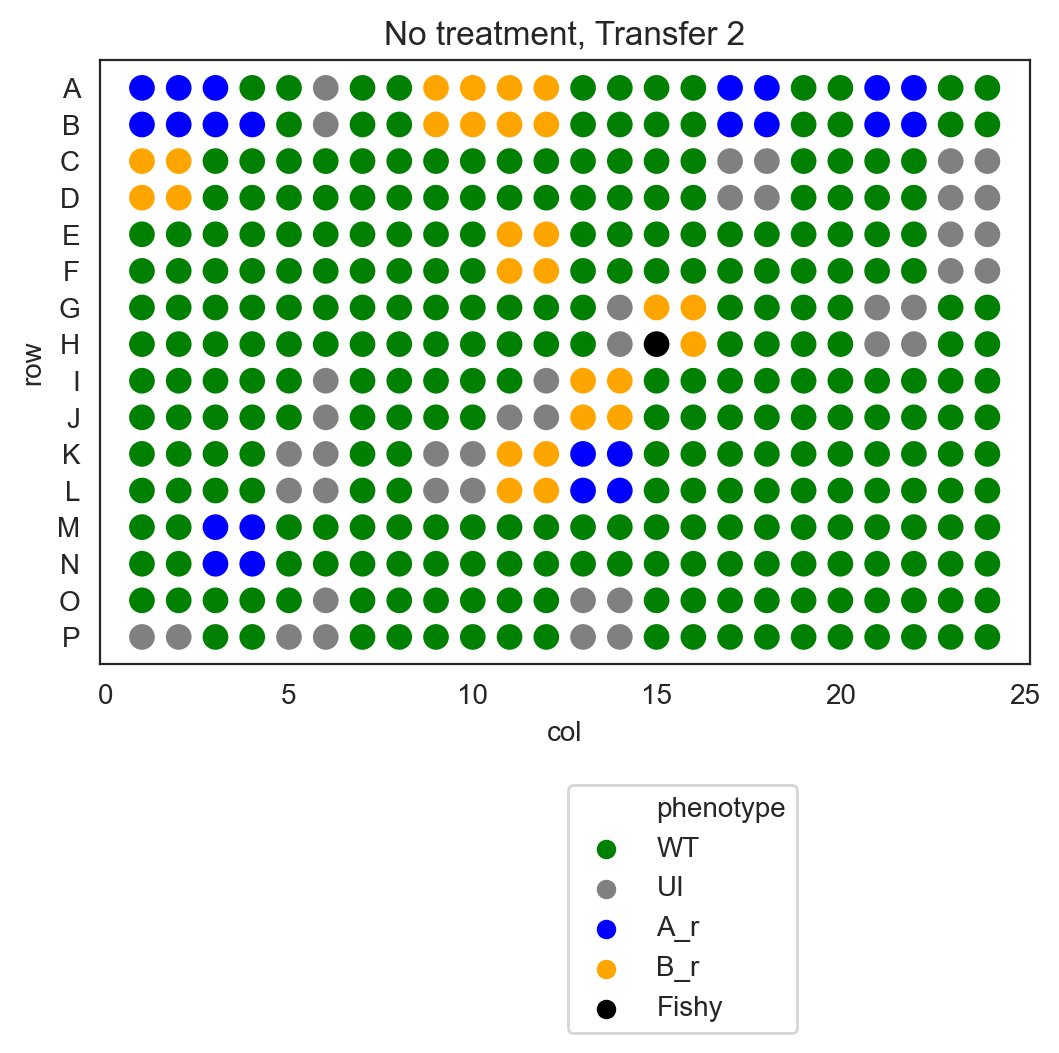 No treatment, Transfer 2
A
B
C
D
E
F
G
H
I
J
K
L
M
N
O
P
row
0 5 10 15 20 25
col
phenotype
WT
UI
A_r
B_r
Fishy